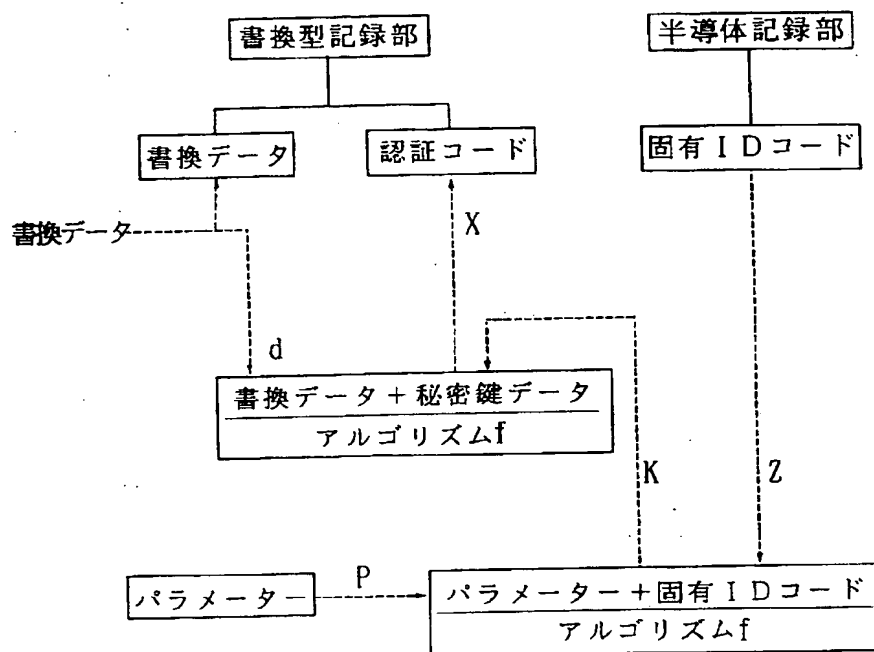 書換型記録部
半導体記録部
書換データ
認証コード
固有IDコード
書換データ
X
d
書換データ+秘密鍵データ
アルゴリズムf
K
Z
パラメーター
P
パラメーター+固有IDコード
アルゴリズムf